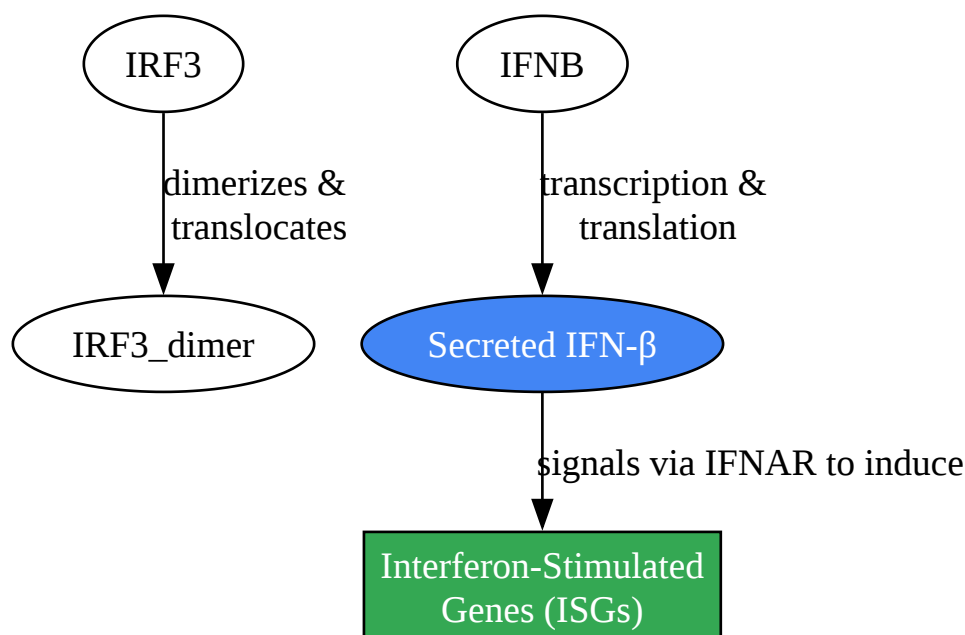 IRF3
IFNB
dimerizes &
translocates
transcription &
translation
IRF3_dimer
Secreted IFN-β
signals via IFNAR to induce
Interferon-Stimulated
Genes (ISGs)